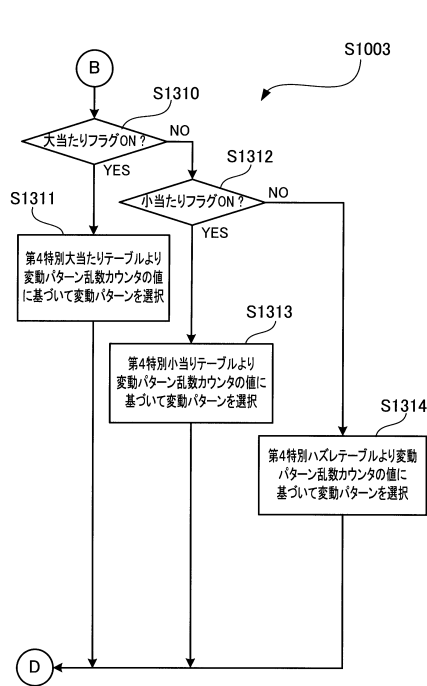 S1003
B
S1310
大当たりフラグON？
NO
YES
S1312
小当たりフラグON？
NO
YES
S1311
第4特別大当たりテーブルより
変動パターン乱数カウンタの値
に基づいて変動パターンを選択
S1313
第4特別小当りテーブルより
変動パターン乱数カウンタの値に
基づいて変動パターンを選択
S1314
第4特別ハズレテーブルより変動
パターン乱数カウンタの値に
基づいて変動パターンを選択
D